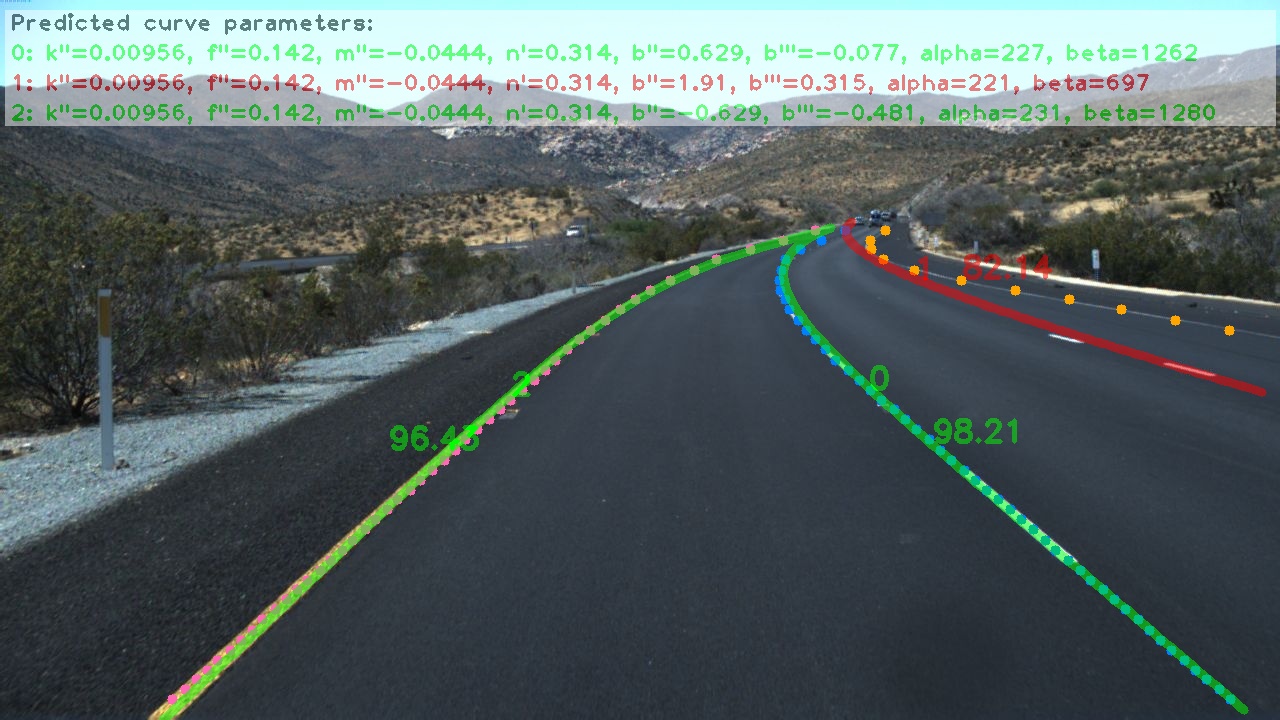 Predicted curve parameters:
0: k''=0.00956, f''=0.142, m''=-0.0444, n'=0.314, b''=0.629, b'''=-0.077, alpha=227, beta=1262
1: k''=0.00956, f''=0.142, m''=-0.0444, n'=0.314, b''=1.91, b'''=0.315, alpha=221, beta=697
2: k''=0.00956, f''=0.142, m''=-0.0444, n'=0.314, b''=-0.629, b'''=-0.481, alpha=231, beta=1280
1 82.14
2 0
98.21